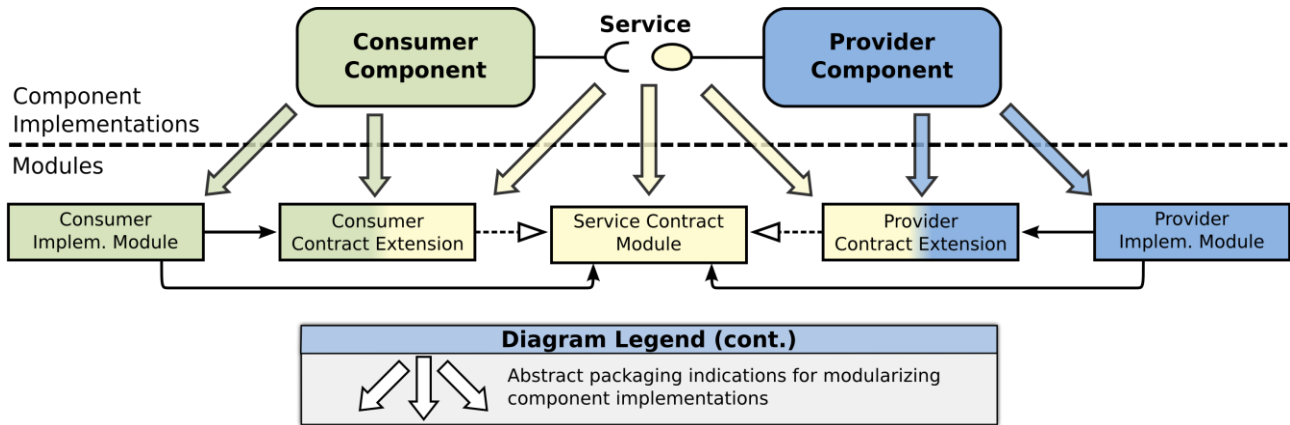 Service
Consumer
Component
Provider
Component
Component
Implementations
Modules
Consumer
Implem. Module
Consumer
Contract Extension
Service Contract
Module
Provider
Contract Extension
Provider
Implem. Module
Diagram Legend (cont.)
Abstract packaging indications for modularizing
component implementations